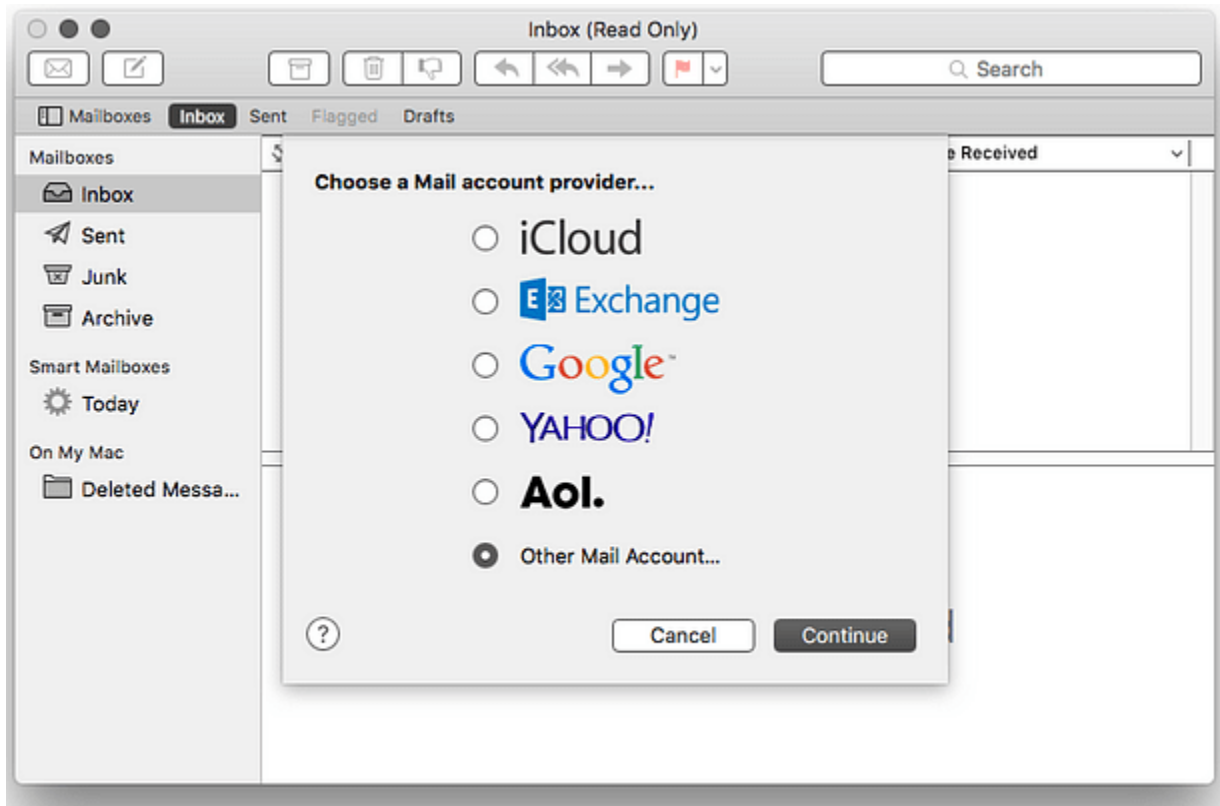 Inbox (Read Only)
Search
Mailboxes Inbox Sent Flagged Drafts
Mailboxes
Inbox
Sent
Junk
Archive
Smart Mailboxes
Today
On My Mac
Deleted Messa...
Received
Choose a Mail account provider...
iCloud
E Exchange
Google™
YAHOO!
Aol.
Other Mail Account...
?
Cancel Continue